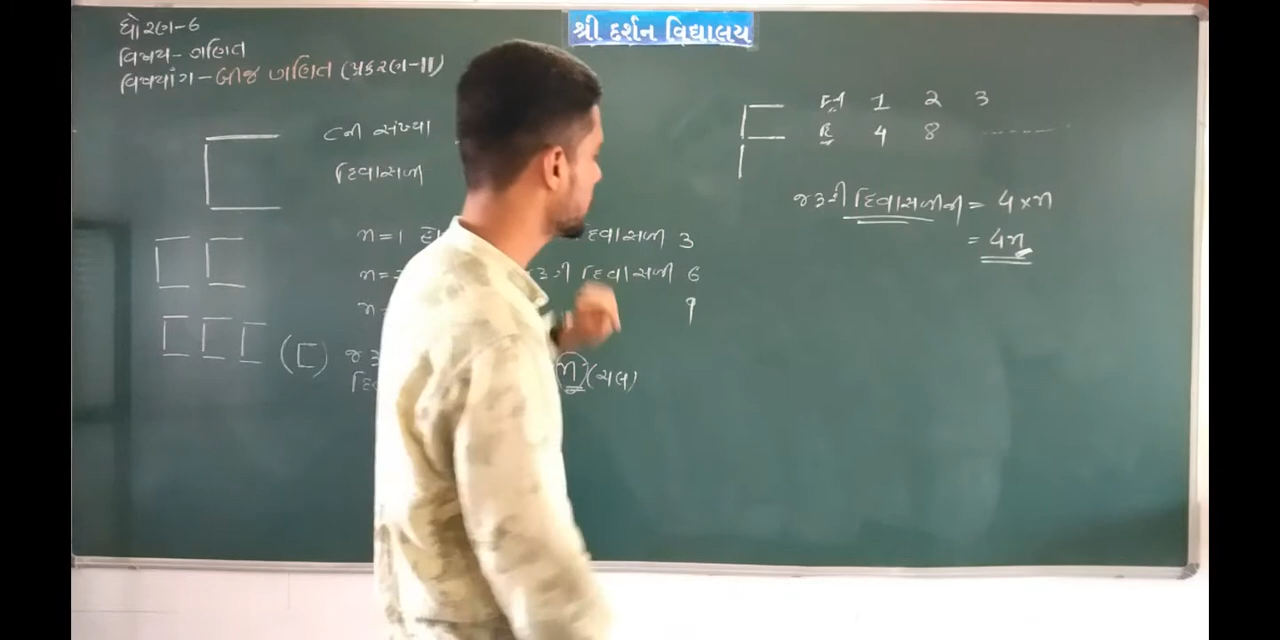 શ્રી દર્શન વિદ્યાલય
ધોરણ-6
વિષય- ગણિત
વિષયાંગ- બીજ ગણિત (પ્રકરણ-11)
C ની સંખ્યા
દિવાસળી
n=1
દિવાસળી 3
n=
જરૂરી દિવાસળી 6
n=
9
(C)
n (ચલ)
F
1 2 3
4 8 ............
જરૂરી દિવાસળીની = 4×n
= 4n